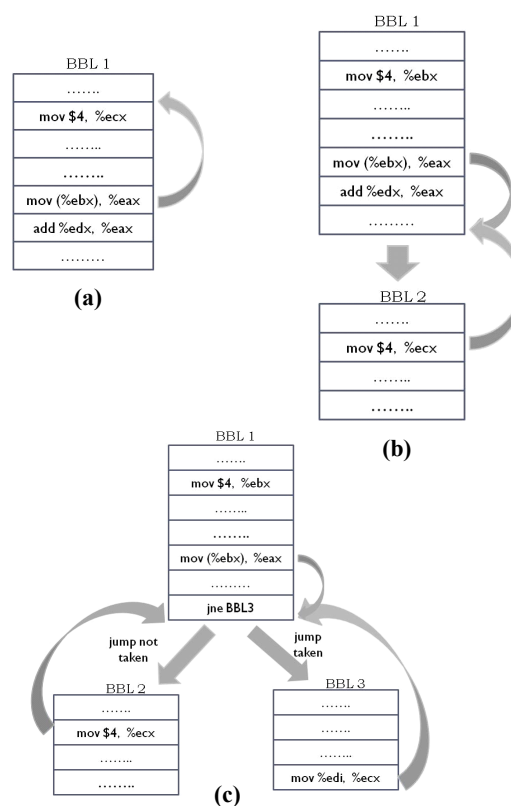 BBL 1
.......
mov $4, %ecx
........
........
mov (%ebx), %eax
add %edx, %eax
.........
(a)
BBL 1
.......
mov $4, %ebx
........
........
mov (%ebx), %eax
add %edx, %eax
.........
BBL 2
.......
mov $4, %ecx
........
........
(b)
BBL 1
.......
mov $4, %ebx
........
........
mov (%ebx), %eax
.........
jne BBL3
jump not
taken
jump
taken
BBL 2
.......
mov $4, %ecx
........
........
BBL 3
.......
.......
........
mov %edi, %ecx
(c)